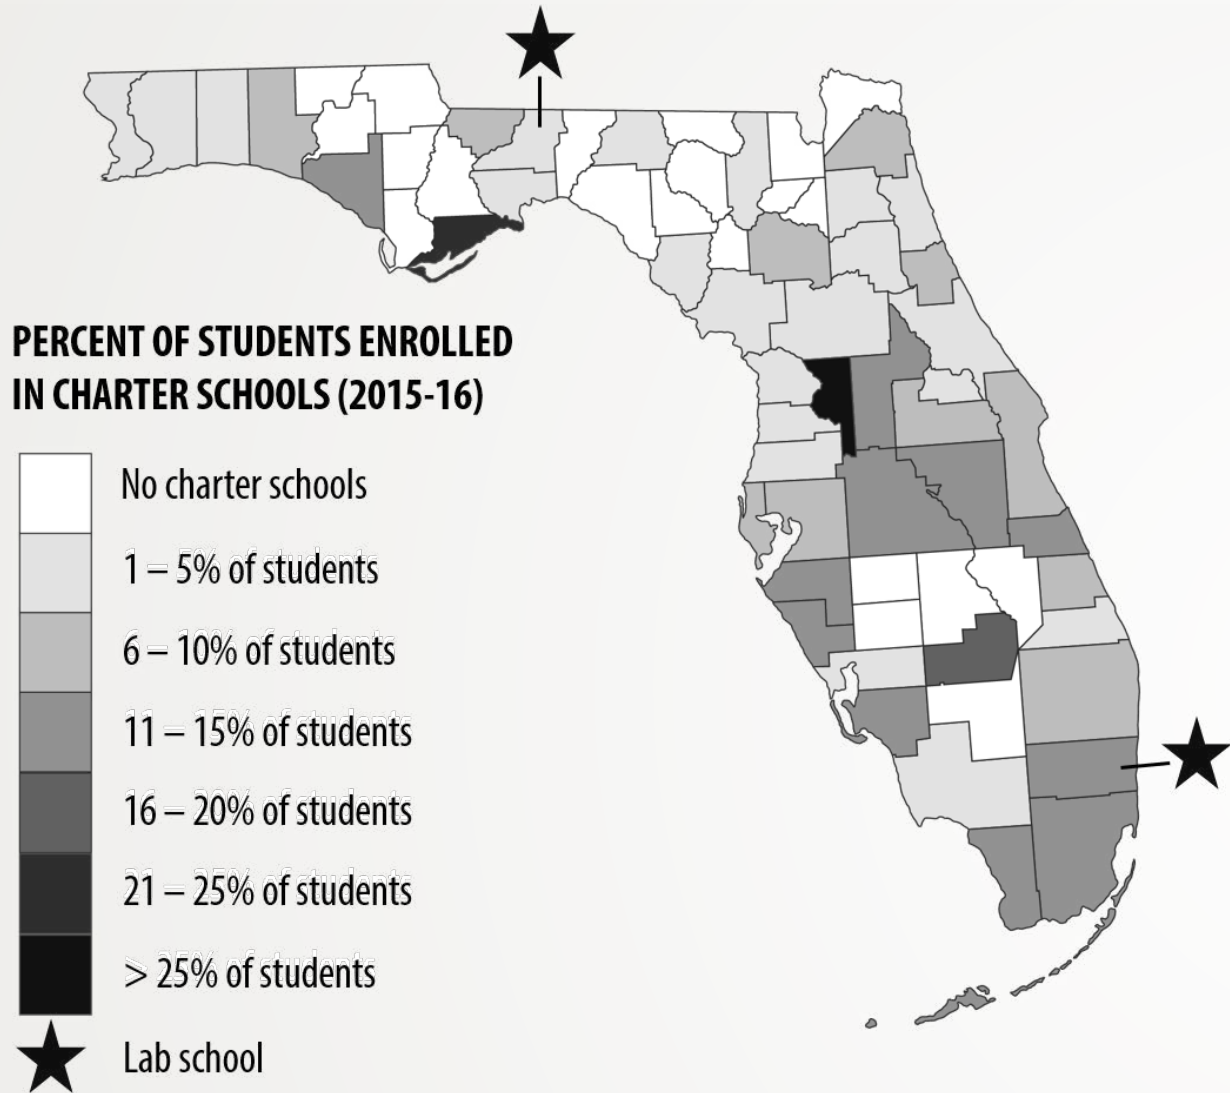 PERCENT OF STUDENTS ENROLLED
IN CHARTER SCHOOLS (2015-16)
No charter schools
1 – 5% of students
6 – 10% of students
11 – 15% of students
16 – 20% of students
21 – 25% of students
> 25% of students
Lab school